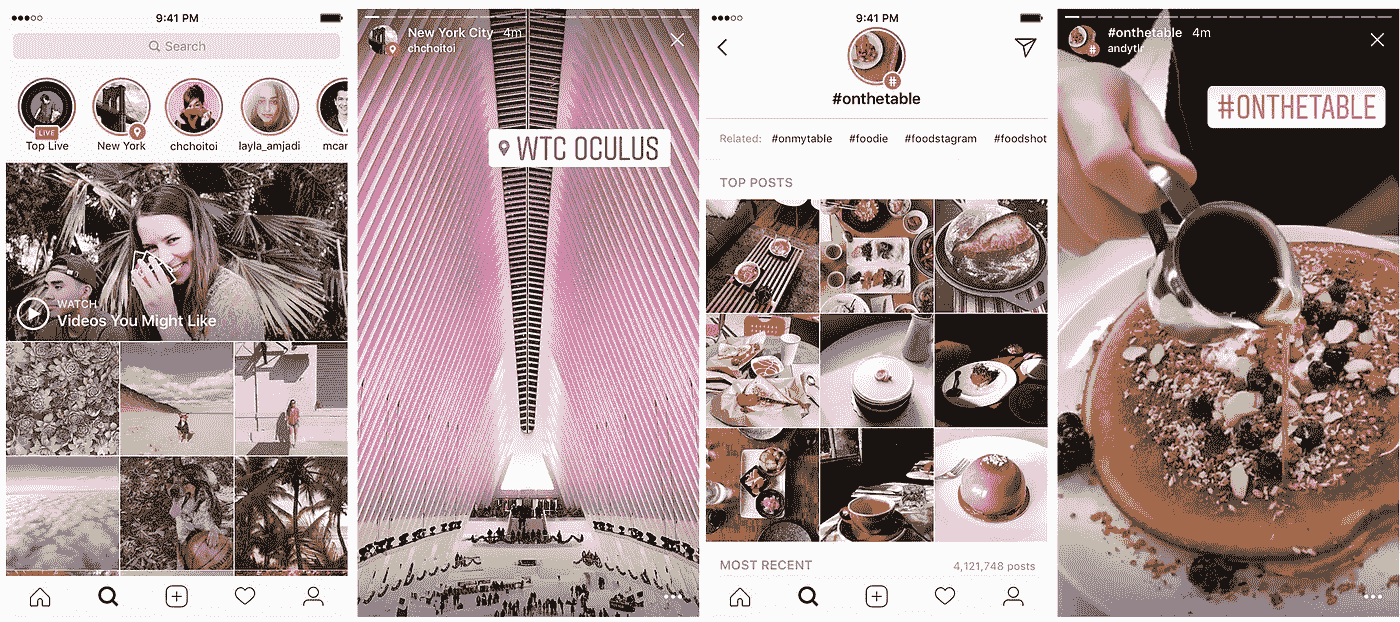 9:41 PM
Search
LIVE
Top Live
New York
chchoitoi
layla_amjadi
mcar
WATCH
Videos You Might Like
New York City 4m
chchoitoi
WTC OCULUS
9:41 PM
#
#onthetable
Related: #onmytable #foodie #foodstagram #foodshot
TOP POSTS
MOST RECENT
4,121,748 posts
#onthetable 4m
#
andytlr
#ONTHETABLE